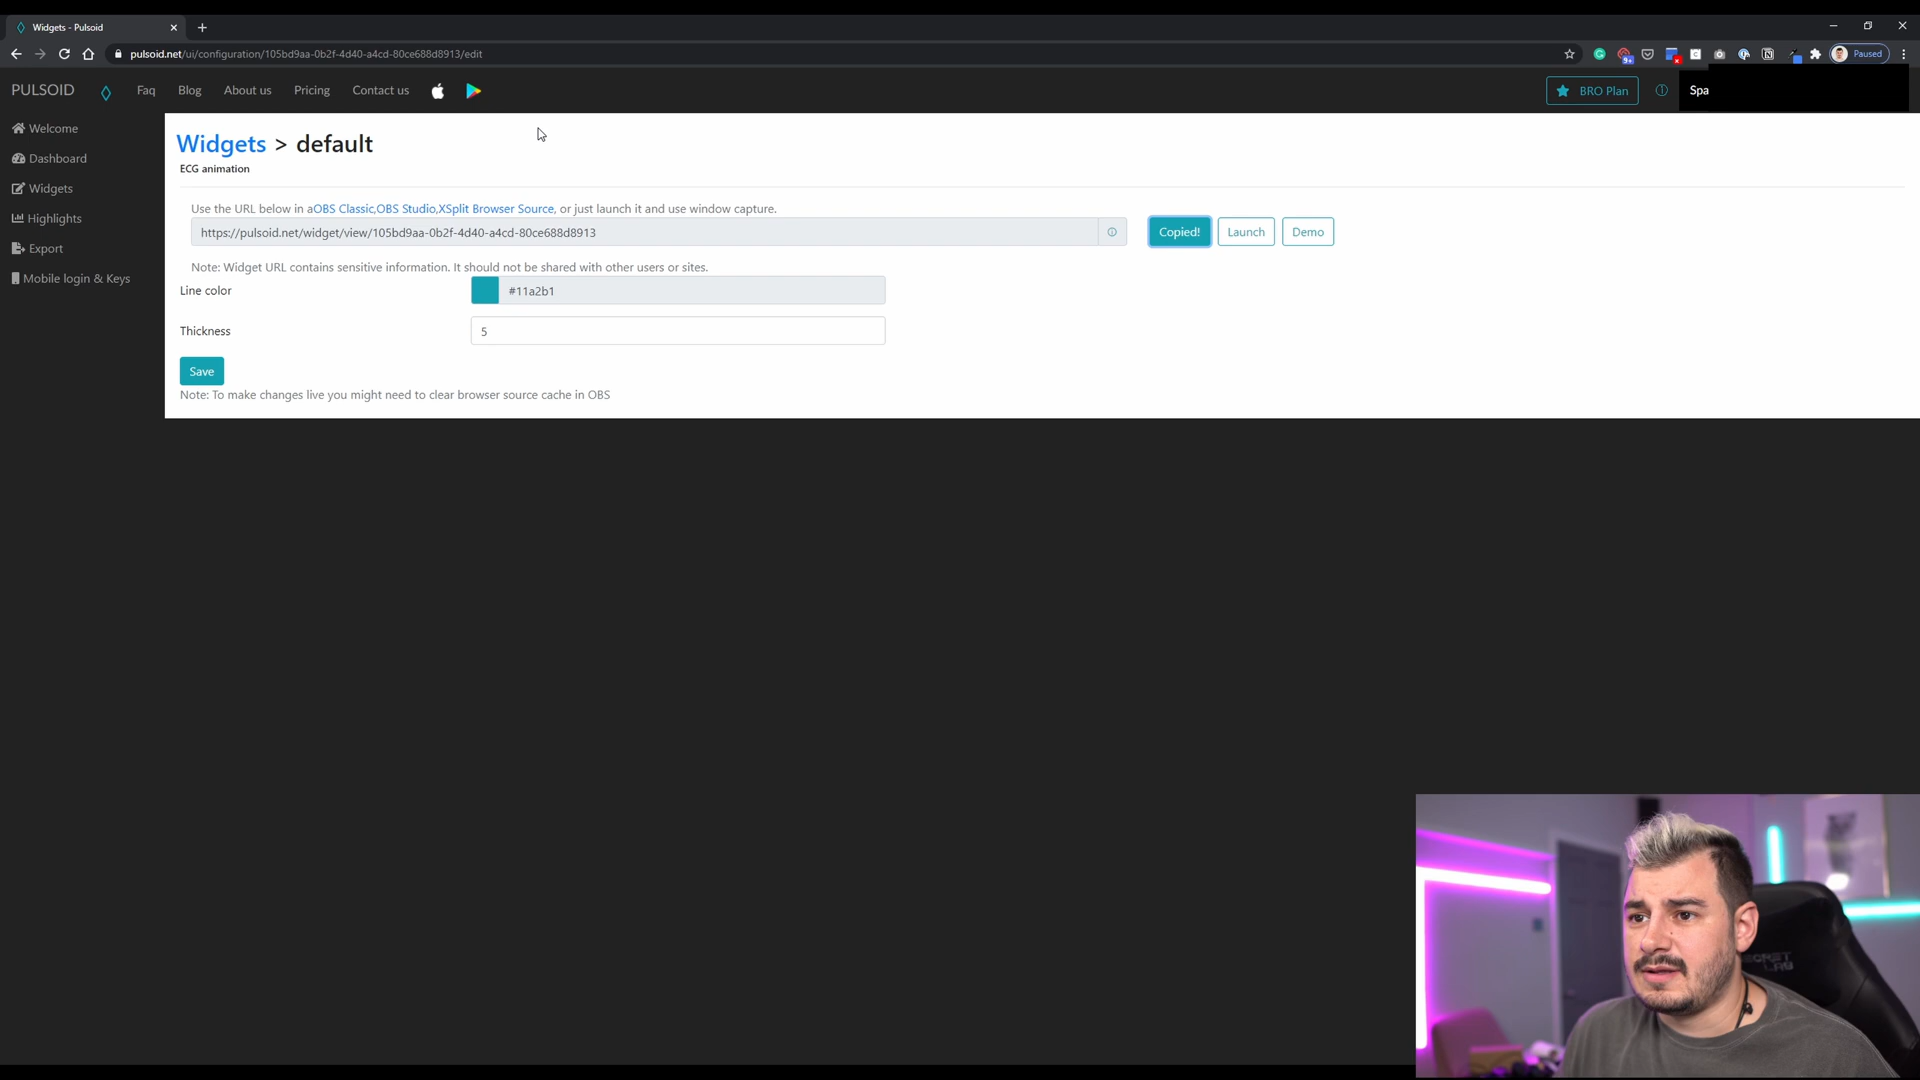 Widgets - Pulsoid
pulsoid.net/ui/configuration/105bd9aa-0b2f-4d40-a4cd-80ce688d8913/edit
9+
Paused
PULSOID
Faq
Blog
About us
Pricing
Contact us
BRO Plan
Spa
Welcome
Dashboard
Widgets
Highlights
Export
Mobile login & Keys
Widgets > default
ECG animation
Use the URL below in aOBS Classic,OBS Studio,XSplit Browser Source, or just launch it and use window capture.
https://pulsoid.net/widget/view/105bd9aa-0b2f-4d40-a4cd-80ce688d8913
Copied!
Launch
Demo
Note: Widget URL contains sensitive information. It should not be shared with other users or sites.
Line color
#11a2b1
Thickness
5
Save
Note: To make changes live you might need to clear browser source cache in OBS